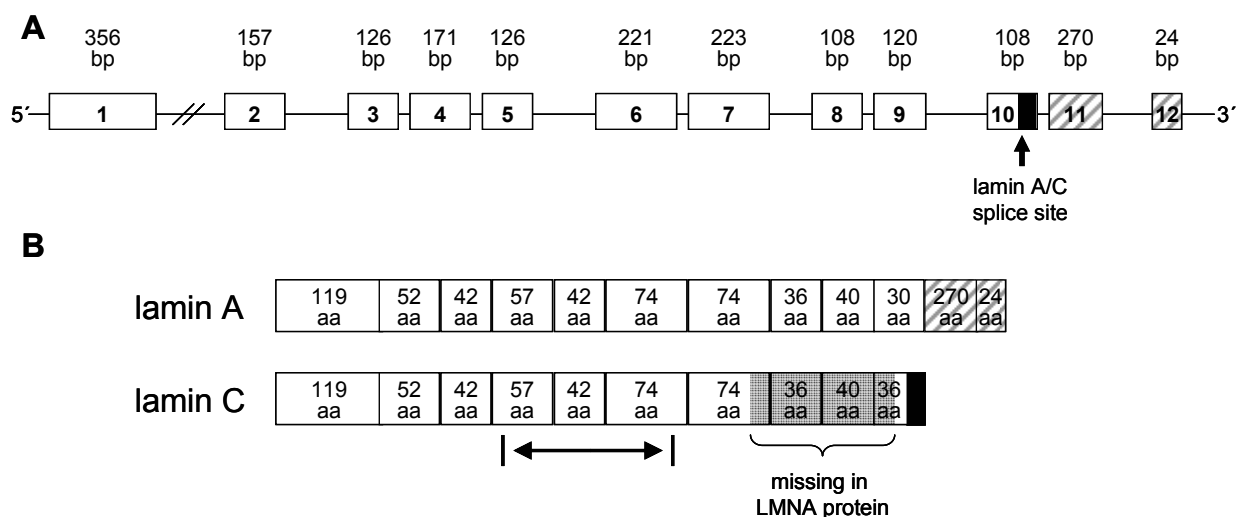 A
356 157 126 171 126 221 223 108 120 108 270 24
bp bp bp bp bp bp bp bp bp bp bp bp
5´ 1 2 3 4 5 6 7 8 9 10 11 12 3´
lamin A/C
splice site
B
lamin A
119 52 42 57 42 74 74 36 40 30 270 24
aa aa aa aa aa aa aa aa aa aa aa aa
lamin C
119 52 42 57 42 74 74 36 40 36
aa aa aa aa aa aa aa aa aa aa
missing in
LMNA protein